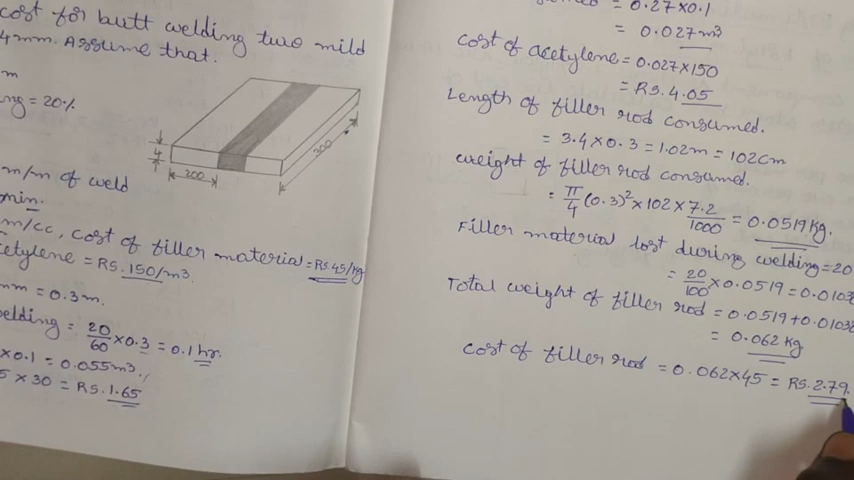 cost for butt welding two mild
4mm. Assume that.
m
ng = 20%
4
200
300
m/m of weld
min.
m/cc, cost of filler material = Rs.45/kg
cetylene = Rs.150/m³.
mm = 0.3m.
elding = 20/60 × 0.3 = 0.1 hr.
× 0.1 = 0.055m³.
5 × 30 = Rs.1.65
= 0.27×0.1
= 0.027m³
cost of acetylene = 0.027×150
= Rs.4.05
Length of filler rod consumed.
= 3.4×0.3 = 1.02m = 102cm
weight of filler rod consumed.
= π/4 (0.3)² × 102 × 7.2/1000 = 0.0519 Kg.
Filler material lost during welding = 20
= 20/100 × 0.0519 = 0.0103
Total weight of filler rod = 0.0519 + 0.0103
= 0.062 Kg
cost of filler rod = 0.062×45 = Rs.2.79.